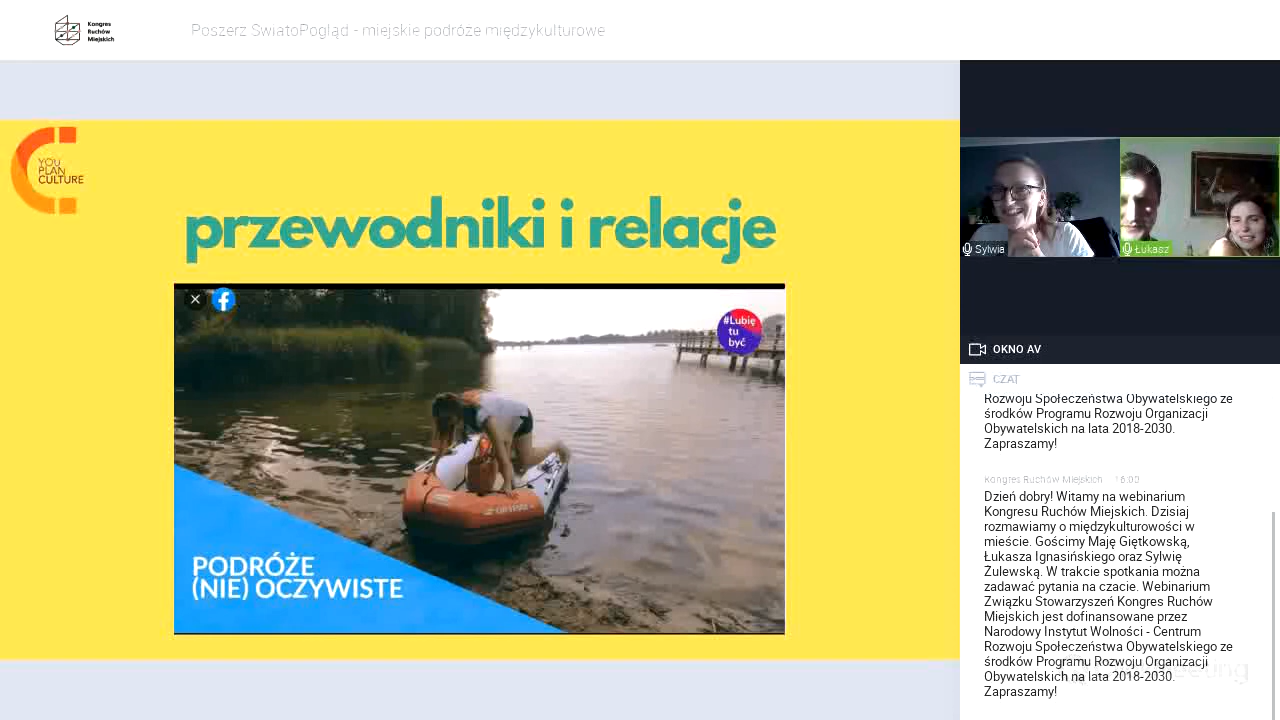 Kongres
Ruchów
Miejskich
Poszerz SwiatoPogląd - miejskie podróże międzykulturowe
YOU
PLAN
CULTURE
przewodniki i relacje
#Lubię
tu
być
PODRÓŻE
(NIE) OCZYWISTE
Sylwia
Łukasz
OKNO AV
CZAT
Rozwoju Społeczeństwa Obywatelskiego ze
środków Programu Rozwoju Organizacji
Obywatelskich na lata 2018-2030.
Zapraszamy!
Kongres Ruchów Miejskich 16:00
Dzień dobry! Witamy na webinarium
Kongresu Ruchów Miejskich. Dzisiaj
rozmawiamy o międzykulturowości w
mieście. Gościmy Maję Giętkowską,
Łukasza Ignasińskiego oraz Sylwię
Żulewską. W trakcie spotkania można
zadawać pytania na czacie. Webinarium
Związku Stowarzyszeń Kongres Ruchów
Miejskich jest dofinansowane przez
Narodowy Instytut Wolności - Centrum
Rozwoju Społeczeństwa Obywatelskiego ze
środków Programu Rozwoju Organizacji
Obywatelskich na lata 2018-2030.
Zapraszamy!